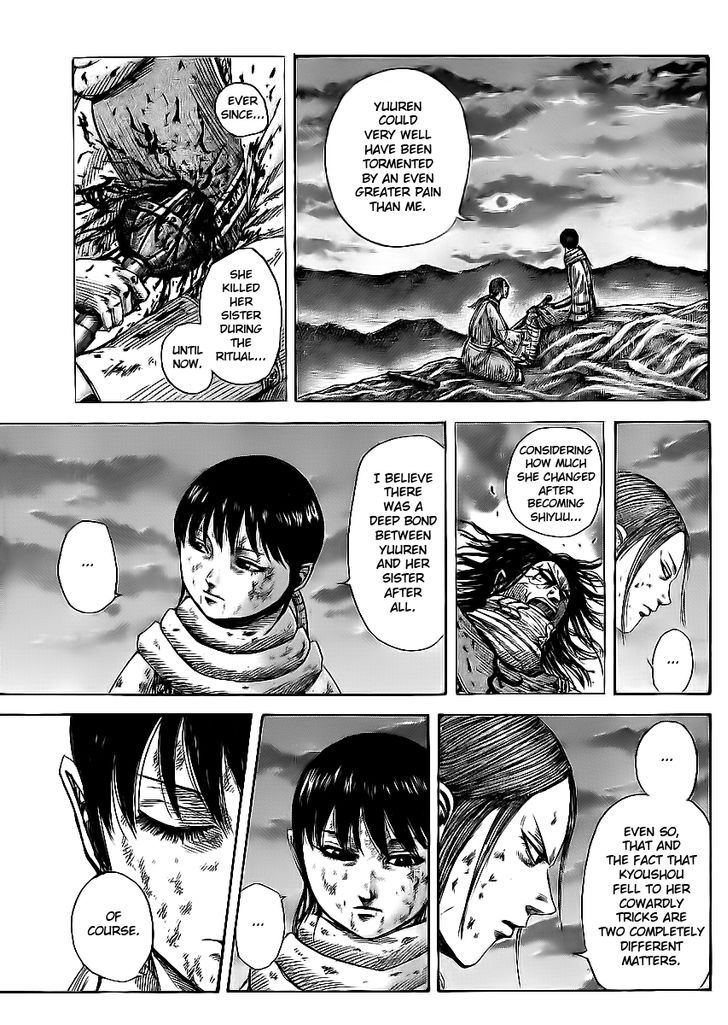 YUUREN
COULD
VERY WELL
HAVE BEEN
TORMENTED
BY AN EVEN
GREATER PAIN
THAN ME.
EVER
SINCE...
SHE
KILLED
HER
SISTER
DURING
THE
RITUAL...
UNTIL
NOW.
...
CONSIDERING
HOW MUCH
SHE CHANGED
AFTER
BECOMING
SHIYUU...
I BELIEVE
THERE
WAS A
DEEP BOND
BETWEEN
YUUREN
AND HER
SISTER
AFTER
ALL.
...
...
EVEN SO,
THAT AND
THE FACT THAT
KYOUSHOU
FELL TO HER
COWARDLY
TRICKS ARE
TWO COMPLETELY
DIFFERENT
MATTERS.
...
OF
COURSE.